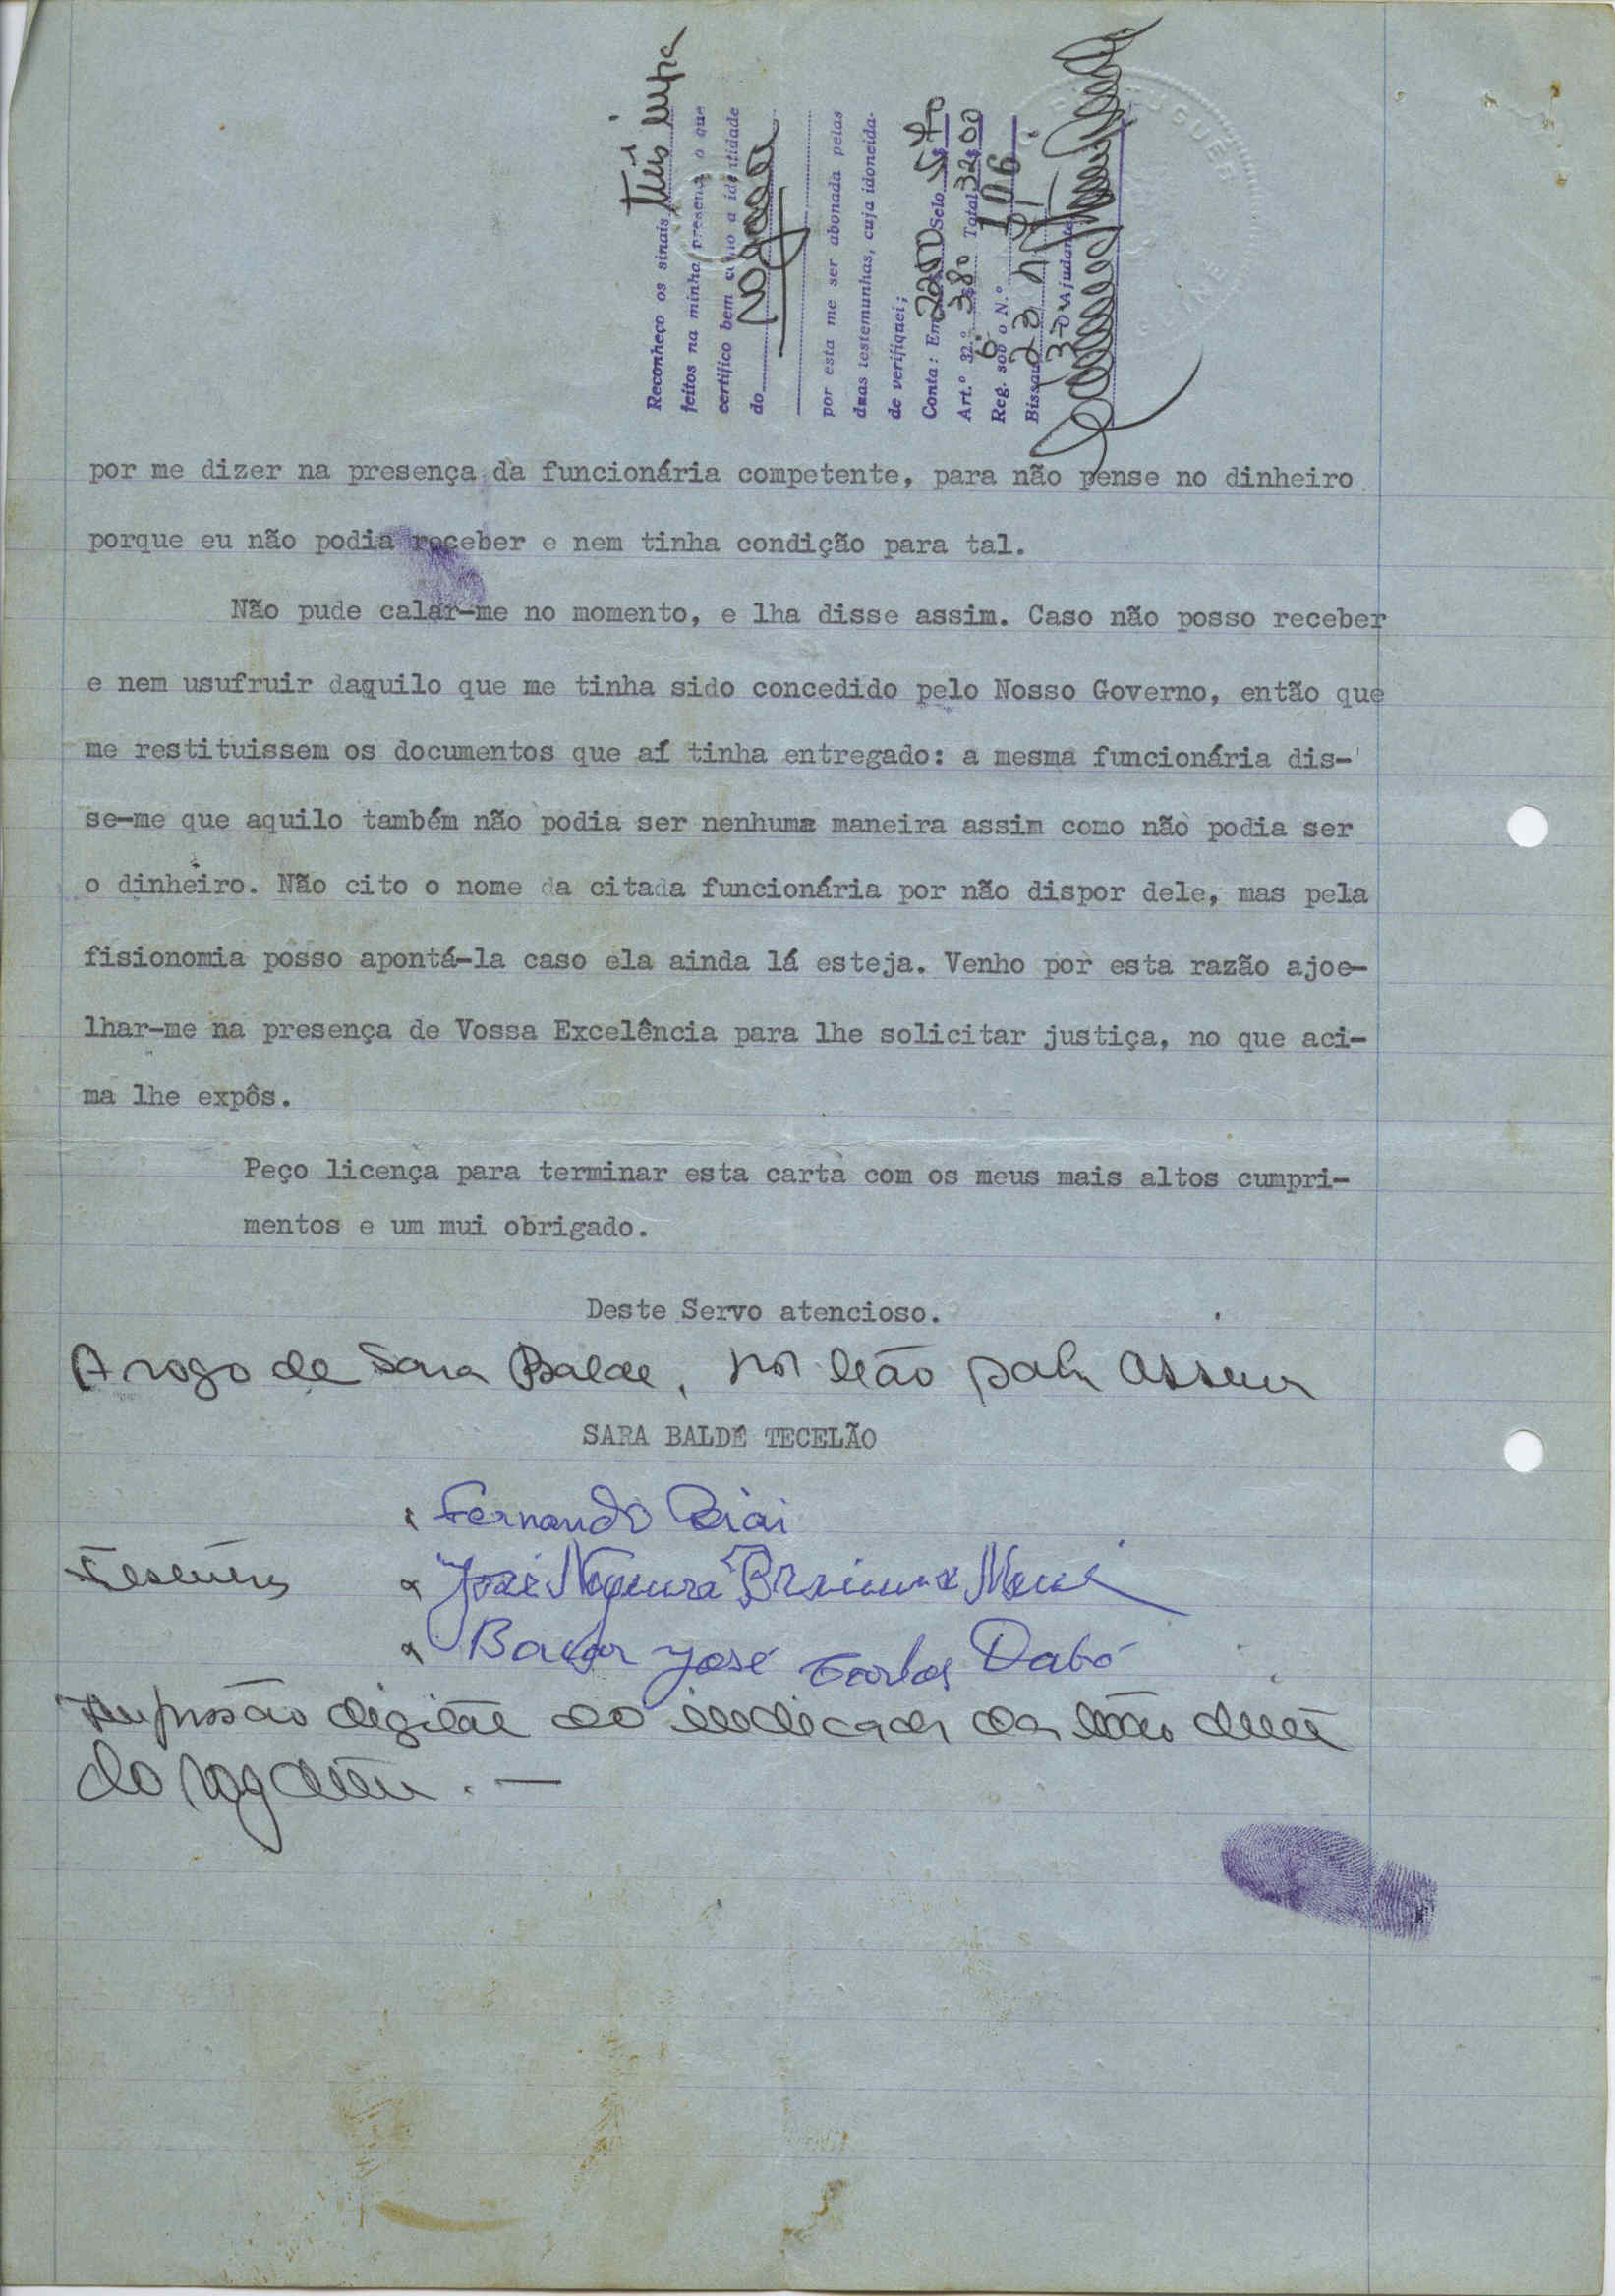 Reconheço os sinais
feitos na minha presença o que
certifico bem como a identidade
do
por esta me ser abonada pelas
duas testemunhas, cuja idoneida-
de verifiquei;
Conta: Em Selo
Art.º 32.º Total 32$00
Reg. sob o N.º 106
Bissau 23
O Ajudante
por me dizer na presença da funcionária competente, para não pense no dinheiro
porque eu não podia receber e nem tinha condição para tal.
Não pude calar-me no momento, e lha disse assim. Caso não posso receber
e nem usufruir daquilo que me tinha sido concedido pelo Nosso Governo, então que
me restituissem os documentos que aí tinha entregado: a mesma funcionária dis-
se-me que aquilo também não podia ser nenhuma maneira assim como não podia ser
o dinheiro. Não cito o nome da citada funcionária por não dispor dele, mas pela
fisionomia posso apontá-la caso ela ainda lá esteja. Venho por esta razão ajoe-
lhar-me na presença de Vossa Excelência para lhe solicitar justiça, no que aci-
ma lhe expôs.
Peço licença para terminar esta carta com os meus mais altos cumpri-
mentos e um mui obrigado.
Deste Servo atencioso.
A rogo de Sara Balde, por não saber assinar
SARA BALDÉ TECELÃO
Fernando
José
José Carlos Dabó
Impressão digital do indicador da mão direita
do rogante. —